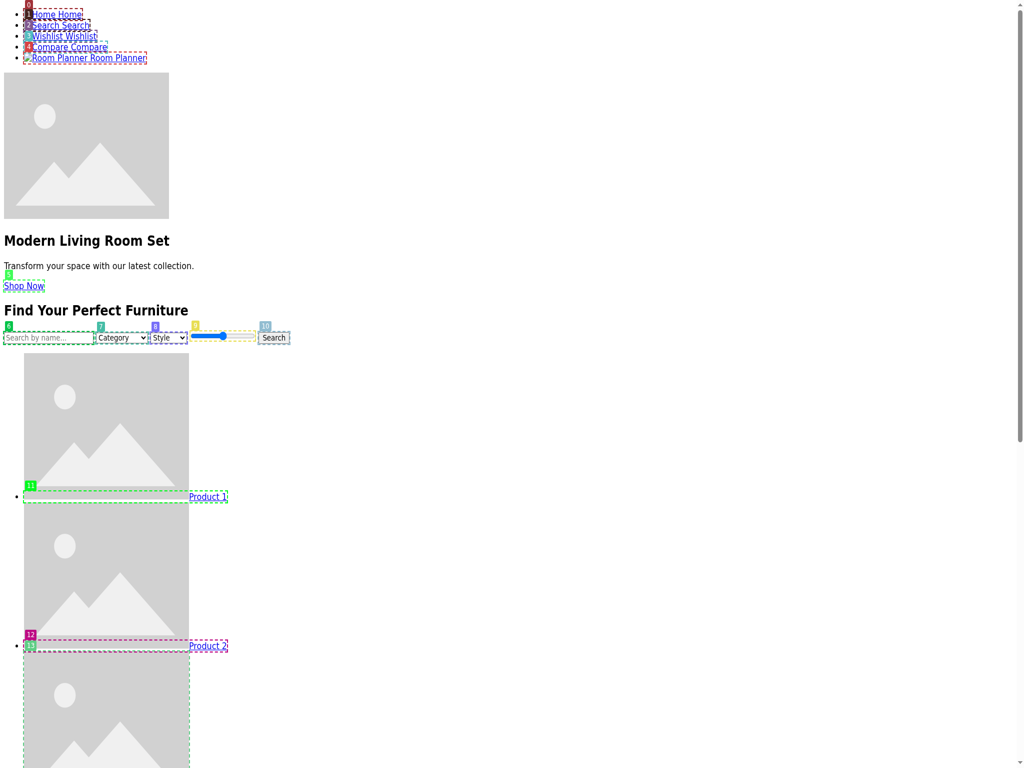 0
1 Home Home
2 Search Search
3 Wishlist Wishlist
4 Compare Compare
Room Planner Room Planner
Modern Living Room Set
Transform your space with our latest collection.
5
Shop Now
Find Your Perfect Furniture
6 7 8 9 10
Search by name... Category Style Search
11
Product 1
12
13 Product 2